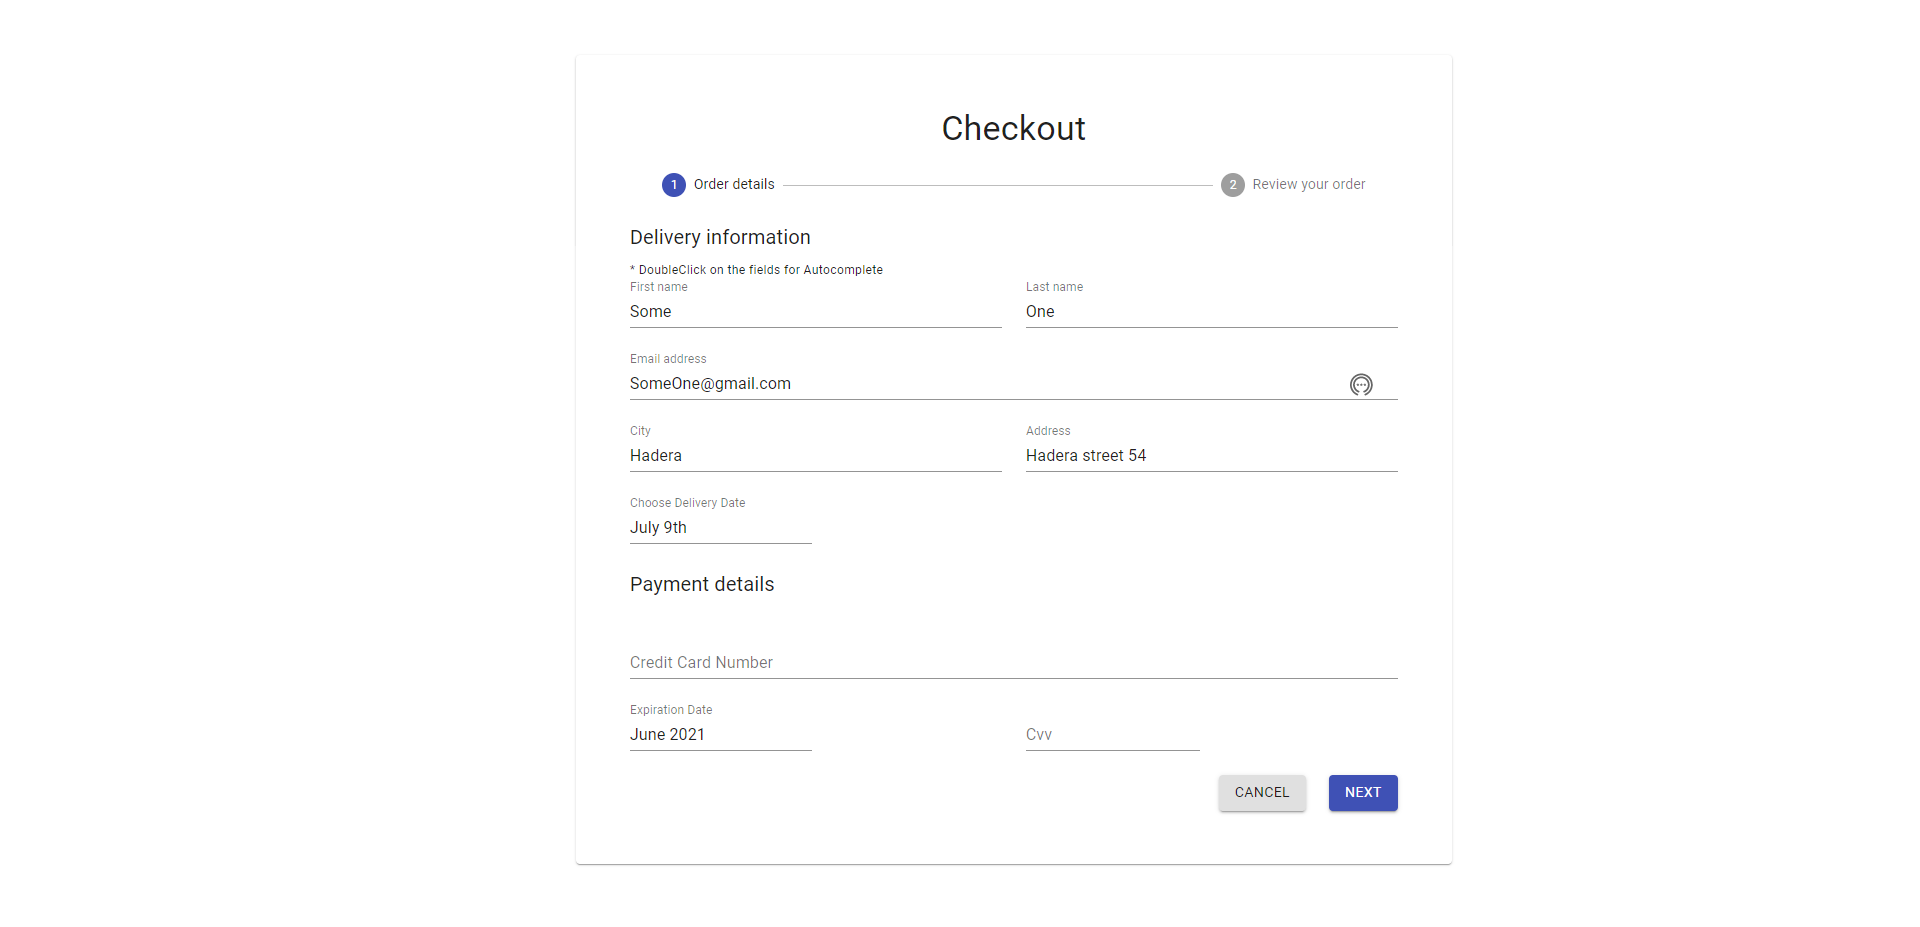 Checkout
1 Order details 2 Review your order
Delivery information
* DoubleClick on the fields for Autocomplete
First name Last name
Some One
Email address
SomeOne@gmail.com
City Address
Hadera Hadera street 54
Choose Delivery Date
July 9th
Payment details
Credit Card Number
Expiration Date
June 2021 Cvv
CANCEL NEXT